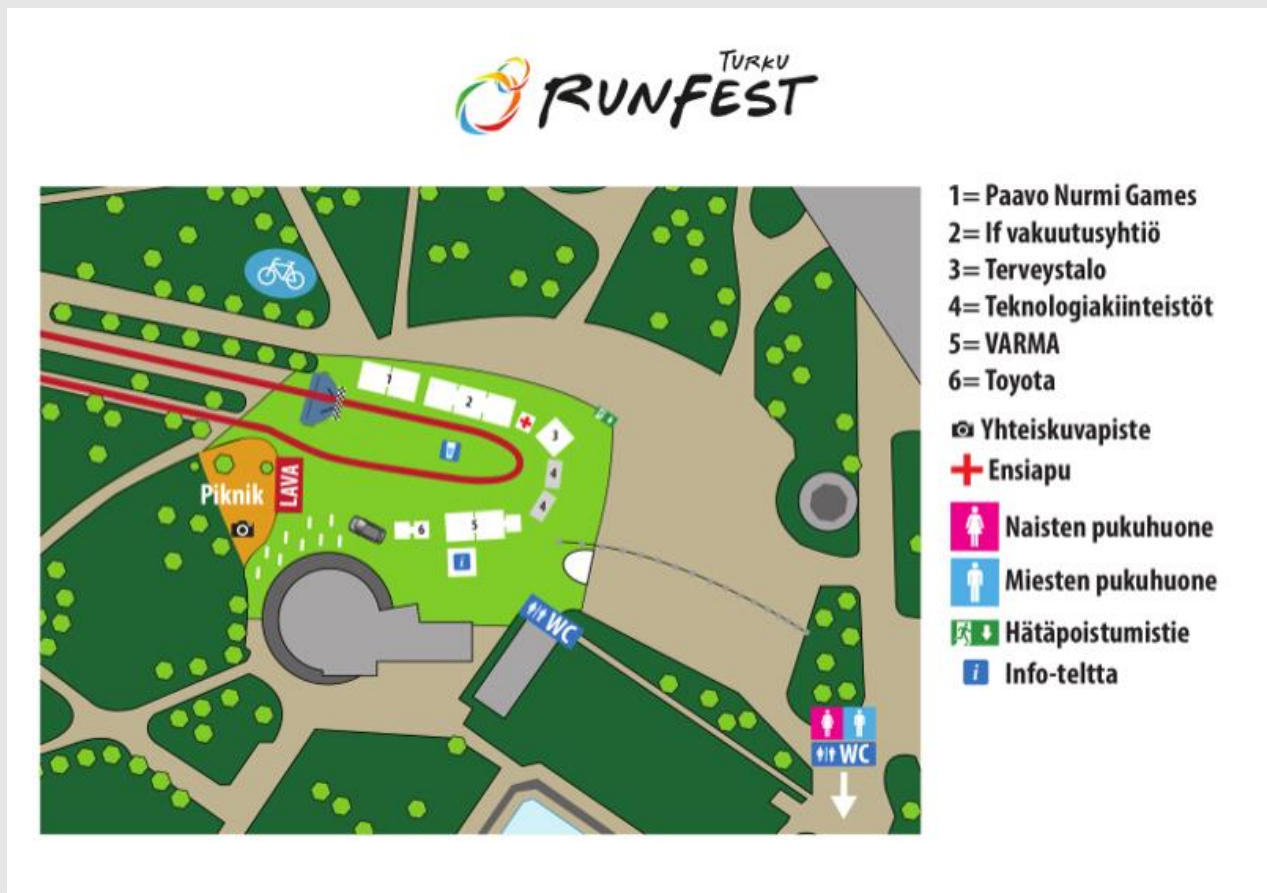 TURKU
RUNFEST
1= Paavo Nurmi Games
2= If vakuutusyhtiö
3= Terveystalo
4= Teknologiakiinteistöt
5= VARMA
6= Toyota
Yhteiskuvapiste
Ensiapu
Naisten pukuhuone
Miesten pukuhuone
Hätäpoistumistie
i Info-teltta
1
2
3
4
4
LAVA
Piknik
6
5
i
WC
WC